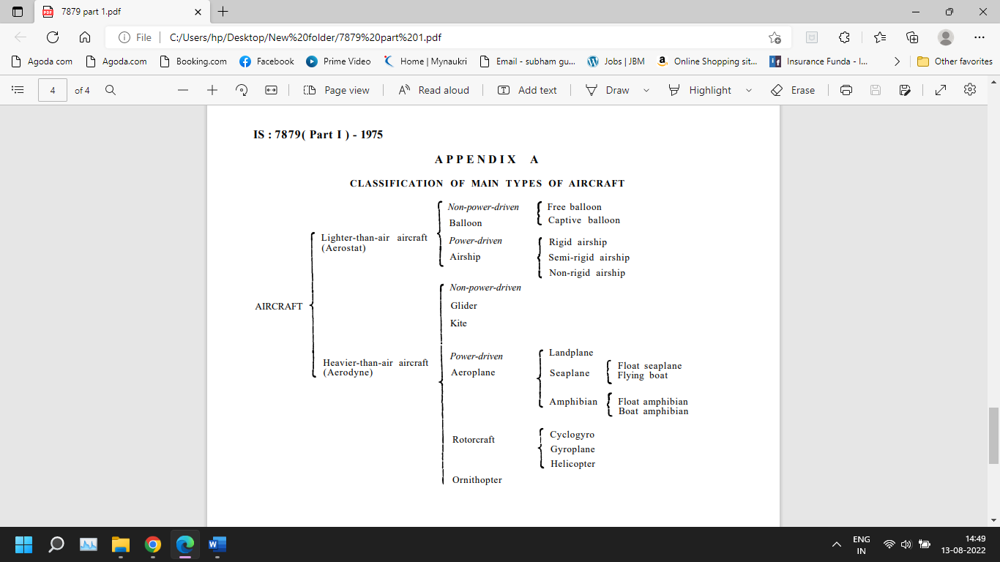 7879 part 1.pdf
File C:/Users/hp/Desktop/New%20folder/7879%20part%201.pdf
Agoda com Agoda.com Booking.com Facebook Prime Video Home | Mynaukri Email - subham gu... Jobs | JBM Online Shopping sit... Insurance Funda - I... Other favorites
4 of 4 Page view Read aloud Add text Draw Highlight Erase
IS : 7879( Part I ) - 1975
APPENDIX A
CLASSIFICATION OF MAIN TYPES OF AIRCRAFT
AIRCRAFT
Lighter-than-air aircraft
(Aerostat)
Non-power-driven
Balloon
Free balloon
Captive balloon
Power-driven
Airship
Rigid airship
Semi-rigid airship
Non-rigid airship
Heavier-than-air aircraft
(Aerodyne)
Non-power-driven
Glider
Kite
Power-driven
Aeroplane
Landplane
Seaplane
Float seaplane
Flying boat
Amphibian
Float amphibian
Boat amphibian
Rotorcraft
Cyclogyro
Gyroplane
Helicopter
Ornithopter
ENG
IN
14:49
13-08-2022